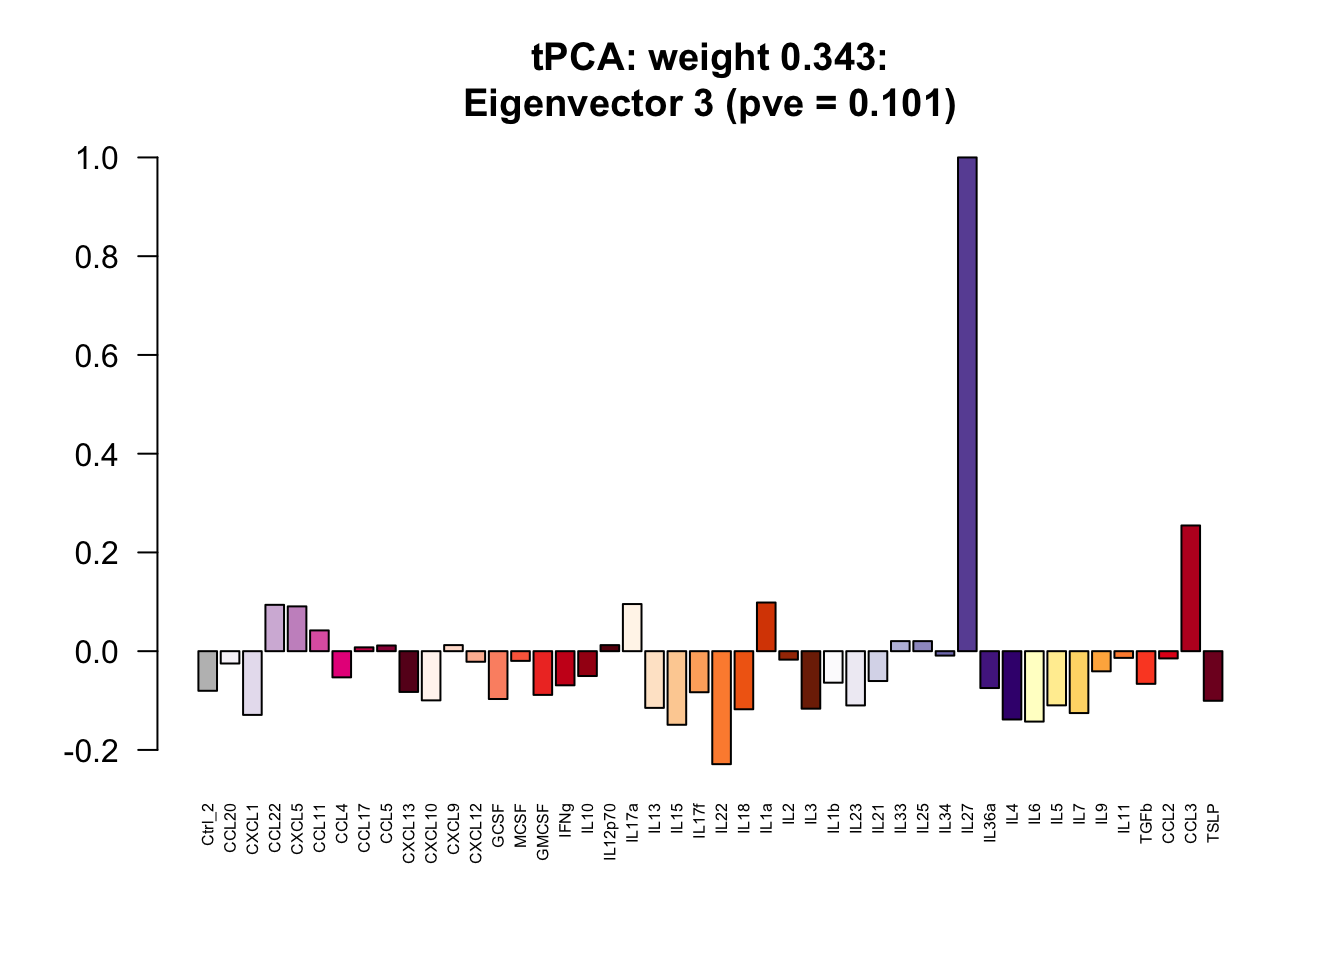 tPCA: weight 0.343:
Eigenvector 3 (pve = 0.101)
1.0
0.8
0.6
0.4
0.2
0.0
-0.2
Ctrl_2
CCL20
CXCL1
CCL22
CXCL5
CCL11
CCL4
CCL17
CCL5
CXCL13
CXCL10
CXCL9
CXCL12
GCSF
MCSF
GMCSF
IFNg
IL10
IL12p70
IL17a
IL13
IL15
IL17f
IL22
IL18
IL1a
IL2
IL3
IL1b
IL23
IL21
IL33
IL25
IL34
IL27
IL36a
IL4
IL6
IL5
IL7
IL9
IL11
TGFb
CCL2
CCL3
TSLP